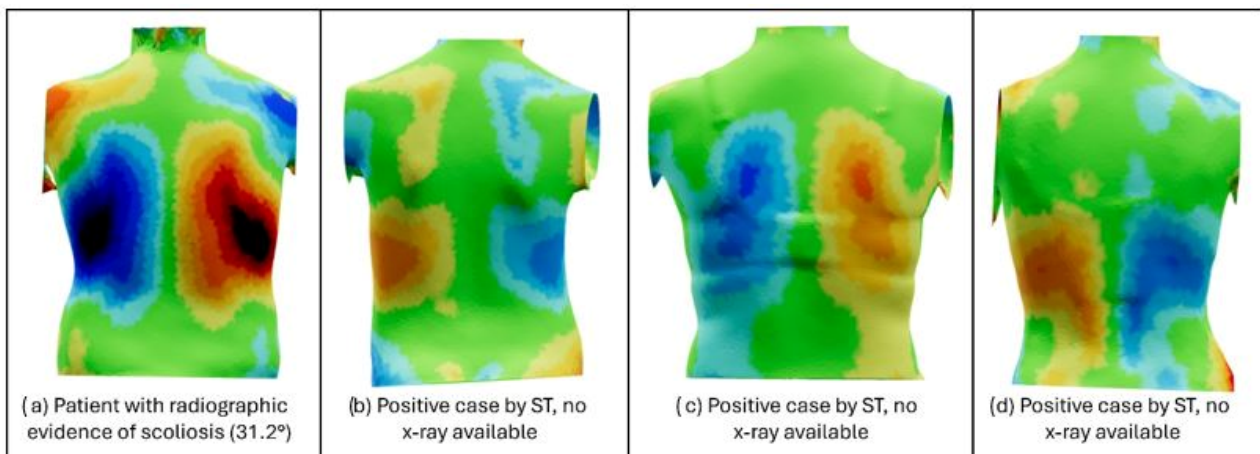 (a) Patient with radiographic
evidence of scoliosis (31.2°)
(b) Positive case by ST, no
x-ray available
(c) Positive case by ST, no
x-ray available
(d) Positive case by ST, no
x-ray available